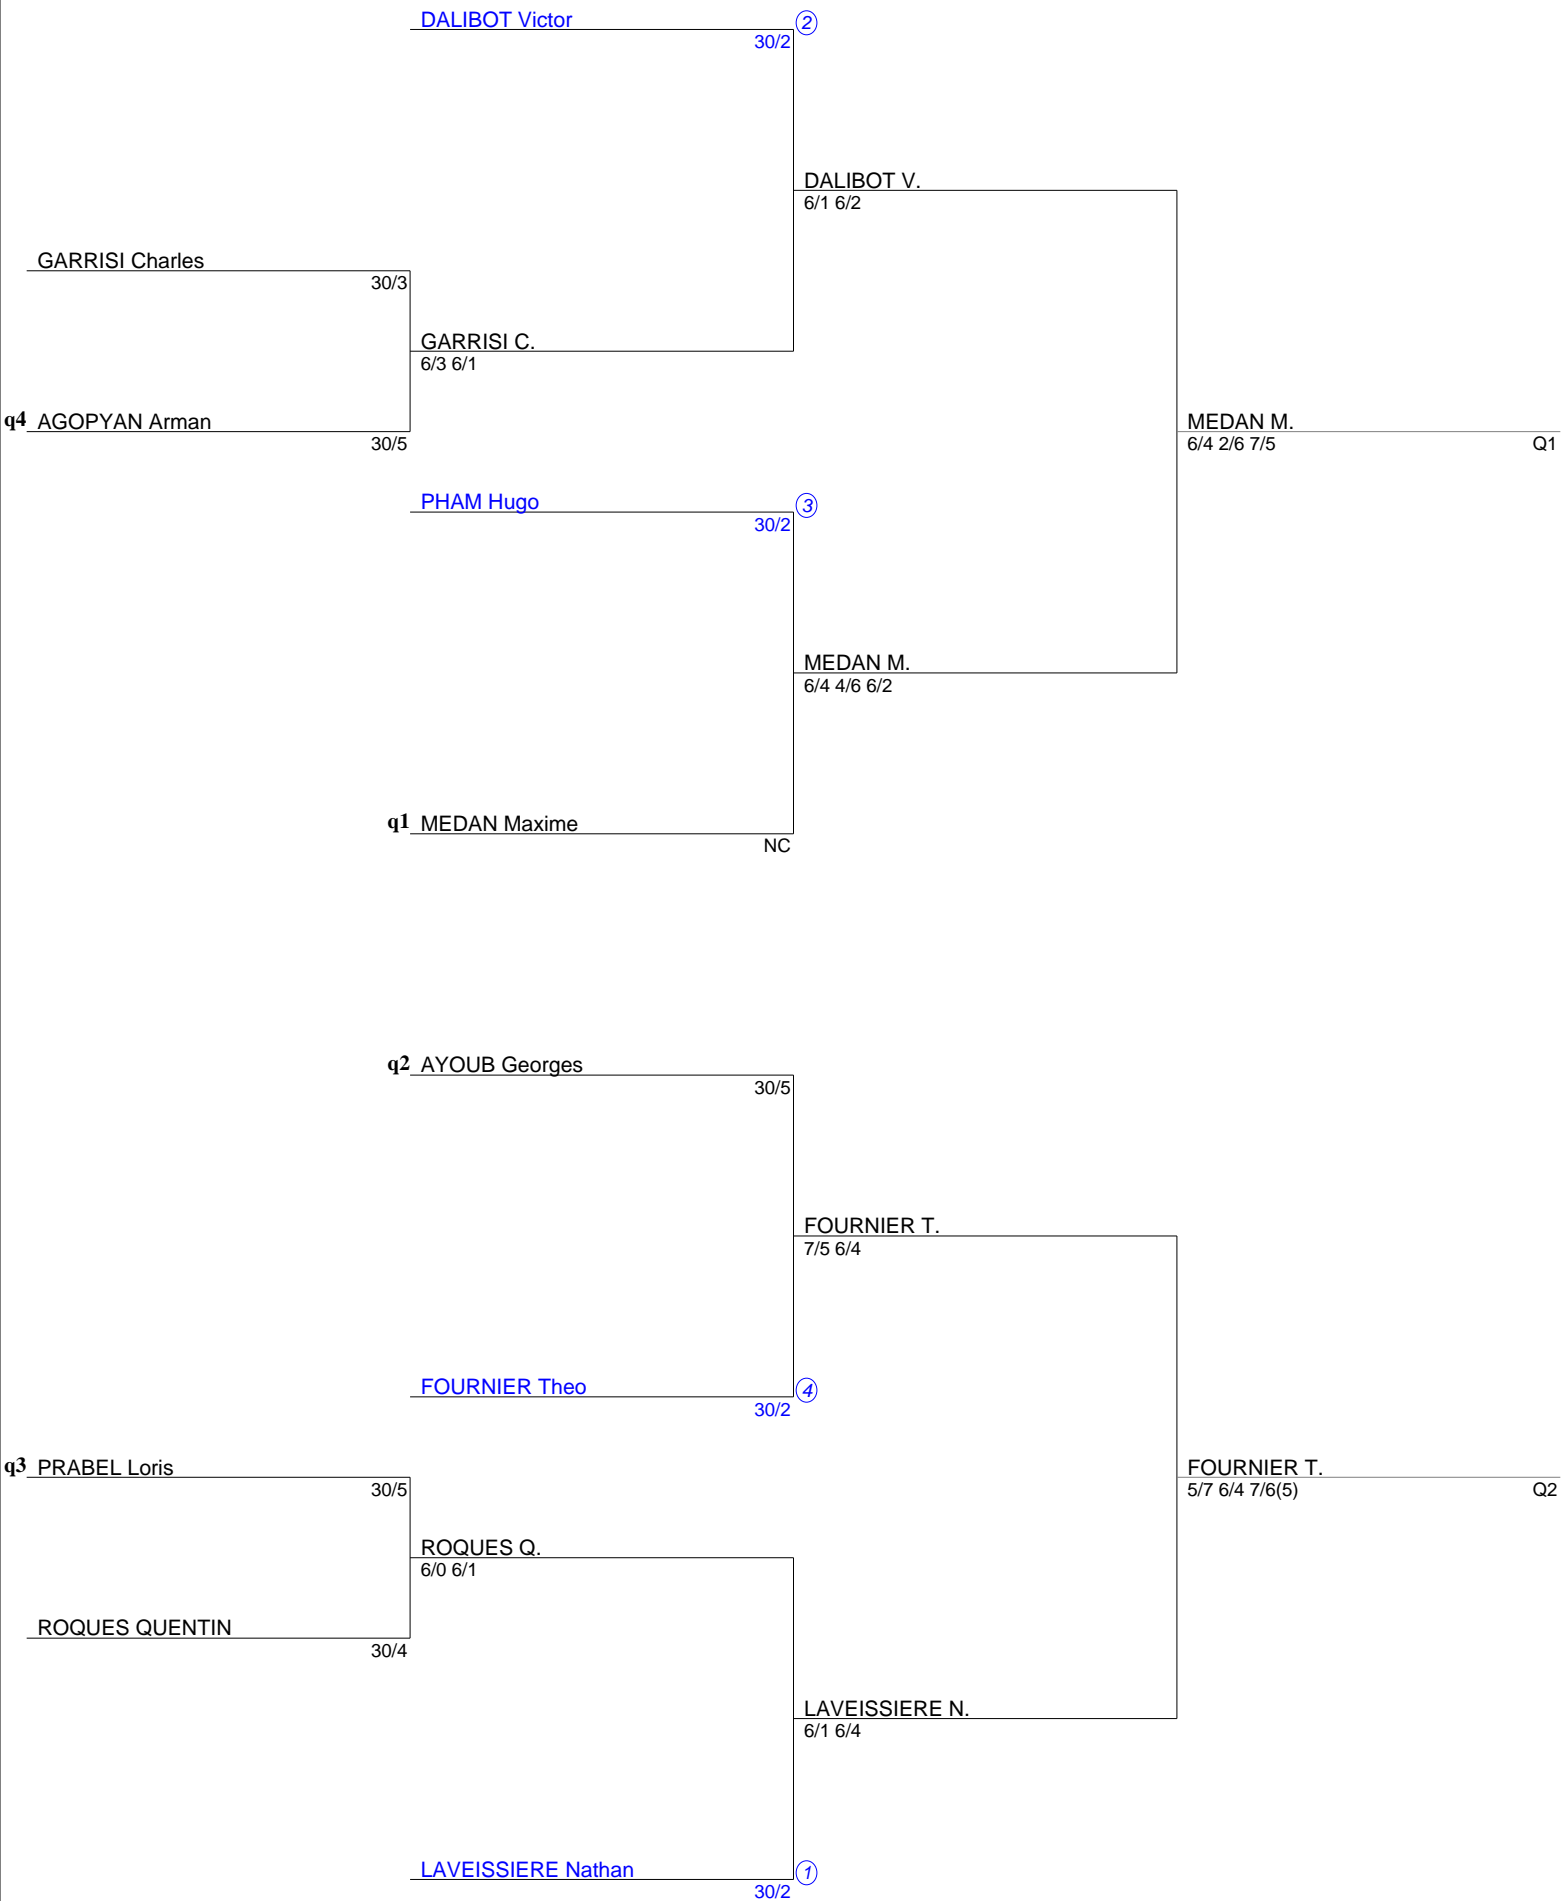 DALIBOT Victor 2
30/2
DALIBOT V.
6/1 6/2
GARRISI Charles
30/3
GARRISI C.
6/3 6/1
q4 AGOPYAN Arman
30/5
MEDAN M.
6/4 2/6 7/5 Q1
PHAM Hugo 3
30/2
MEDAN M.
6/4 4/6 6/2
q1 MEDAN Maxime
NC
q2 AYOUB Georges
30/5
FOURNIER T.
7/5 6/4
FOURNIER Theo 4
30/2
q3 PRABEL Loris
30/5
FOURNIER T.
5/7 6/4 7/6(5) Q2
ROQUES Q.
6/0 6/1
ROQUES QUENTIN
30/4
LAVEISSIERE N.
6/1 6/4
LAVEISSIERE Nathan 1
30/2